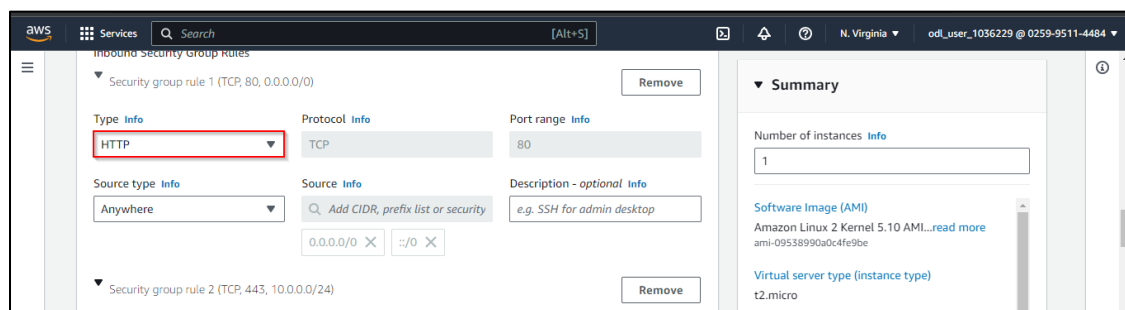 aws Services Search [Alt+S] N. Virginia odl_user_1036229 @ 0259-9511-4484
Inbound Security Group Rules
Security group rule 1 (TCP, 80, 0.0.0.0/0) Remove
Type Info Protocol Info Port range Info
HTTP TCP 80
Source type Info Source Info Description - optional Info
Anywhere Add CIDR, prefix list or security e.g. SSH for admin desktop
0.0.0.0/0 ::/0
Security group rule 2 (TCP, 443, 10.0.0.0/24) Remove
Summary
Number of instances Info
1
Software Image (AMI)
Amazon Linux 2 Kernel 5.10 AMI...read more
ami-09538990a0c4fe9be
Virtual server type (instance type)
t2.micro